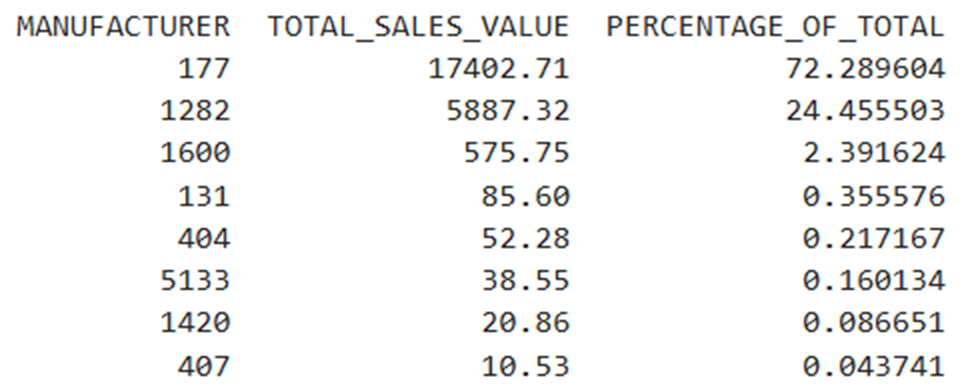 MANUFACTURER TOTAL_SALES_VALUE PERCENTAGE_OF_TOTAL
177 17402.71 72.289604
1282 5887.32 24.455503
1600 575.75 2.391624
131 85.60 0.355576
404 52.28 0.217167
5133 38.55 0.160134
1420 20.86 0.086651
407 10.53 0.043741